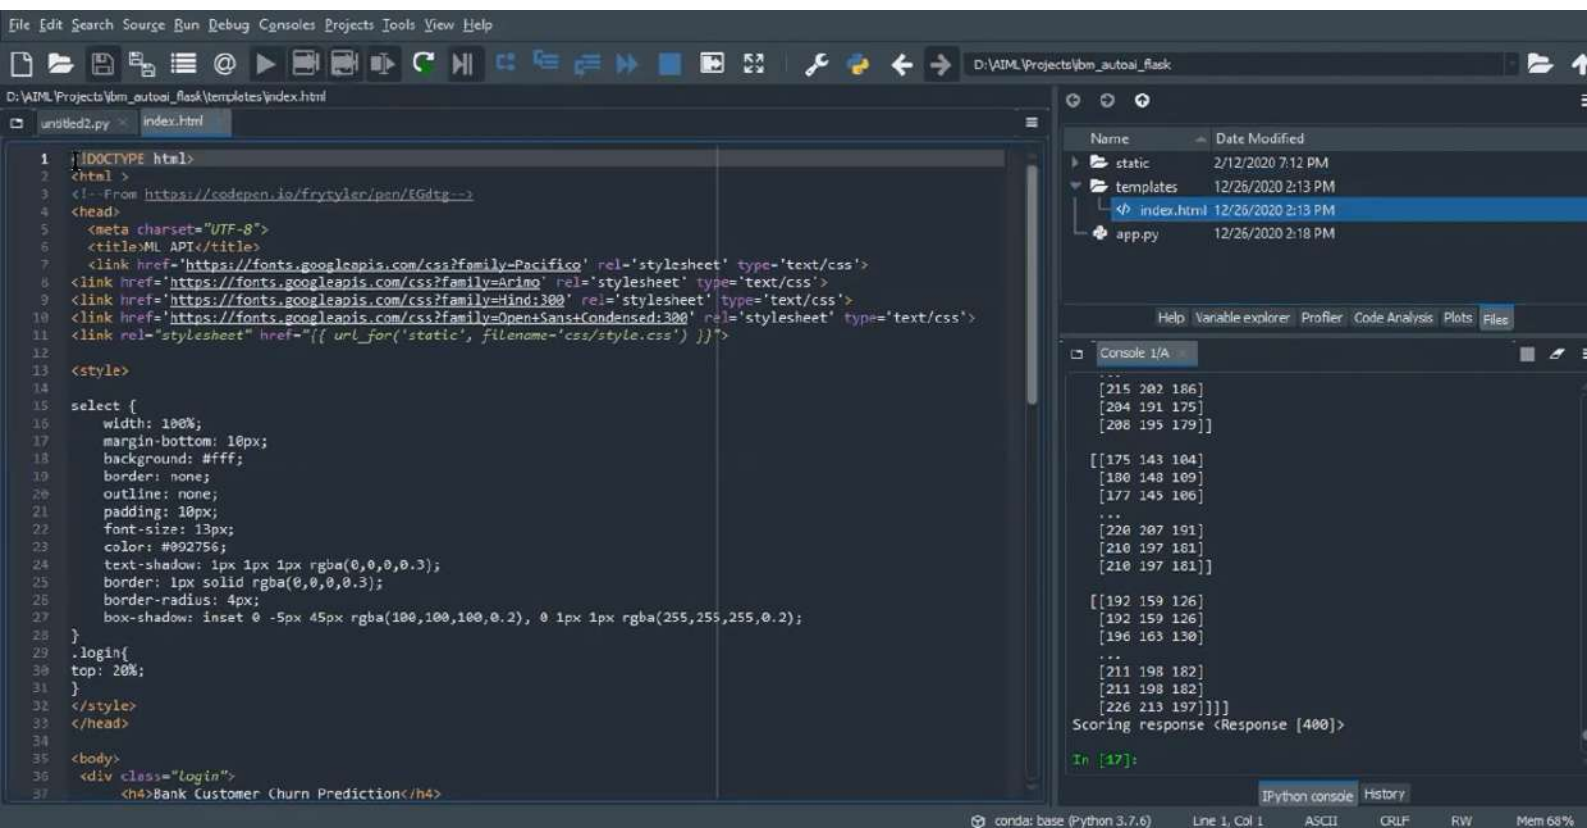 File Edit Search Source Run Debug Consoles Projects Tools View Help
D:\AIML\Projects\ibm_autoai_flask
D:\AIML\Projects\ibm_autoai_flask\templates\index.html
untitled2.py
index.html
1 <!DOCTYPE html>
2 <html >
3 <!--From https://codepen.io/frytyler/pen/EGdtg-->
4 <head>
5 <meta charset="UTF-8">
6 <title>ML API</title>
7 <link href='https://fonts.googleapis.com/css?family=Pacifico' rel='stylesheet' type='text/css'>
8 <link href='https://fonts.googleapis.com/css?family=Arimo' rel='stylesheet' type='text/css'>
9 <link href='https://fonts.googleapis.com/css?family=Hind:300' rel='stylesheet' type='text/css'>
10 <link href='https://fonts.googleapis.com/css?family=Open+Sans+Condensed:300' rel='stylesheet' type='text/css'>
11 <link rel="stylesheet" href="{{ url_for('static', filename='css/style.css') }}">
12
13 <style>
14
15 select {
16 width: 100%;
17 margin-bottom: 10px;
18 background: #fff;
19 border: none;
20 outline: none;
21 padding: 10px;
22 font-size: 13px;
23 color: #092756;
24 text-shadow: 1px 1px 1px rgba(0,0,0,0.3);
25 border: 1px solid rgba(0,0,0,0.3);
26 border-radius: 4px;
27 box-shadow: inset 0 -5px 45px rgba(100,100,100,0.2), 0 1px 1px rgba(255,255,255,0.2);
28 }
29 .login{
30 top: 20%;
31 }
32 </style>
33 </head>
34
35 <body>
36 <div class="login">
37 <h4>Bank Customer Churn Prediction</h4>
Name Date Modified
static 2/12/2020 7:12 PM
templates 12/26/2020 2:13 PM
index.html 12/26/2020 2:13 PM
app.py 12/26/2020 2:18 PM
Help Variable explorer Profiler Code Analysis Plots Files
Console 1/A
...
[215 202 186]
[204 191 175]
[208 195 179]]
[[175 143 104]
[180 148 109]
[177 145 106]
...
[220 207 191]
[210 197 181]
[210 197 181]]
[[192 159 126]
[192 159 126]
[196 163 130]
...
[211 198 182]
[211 198 182]
[226 213 197]]]]
Scoring response <Response [400]>
In [17]:
IPython console History
conda: base (Python 3.7.6) Line 1, Col 1 ASCII CRLF RW Mem 68%